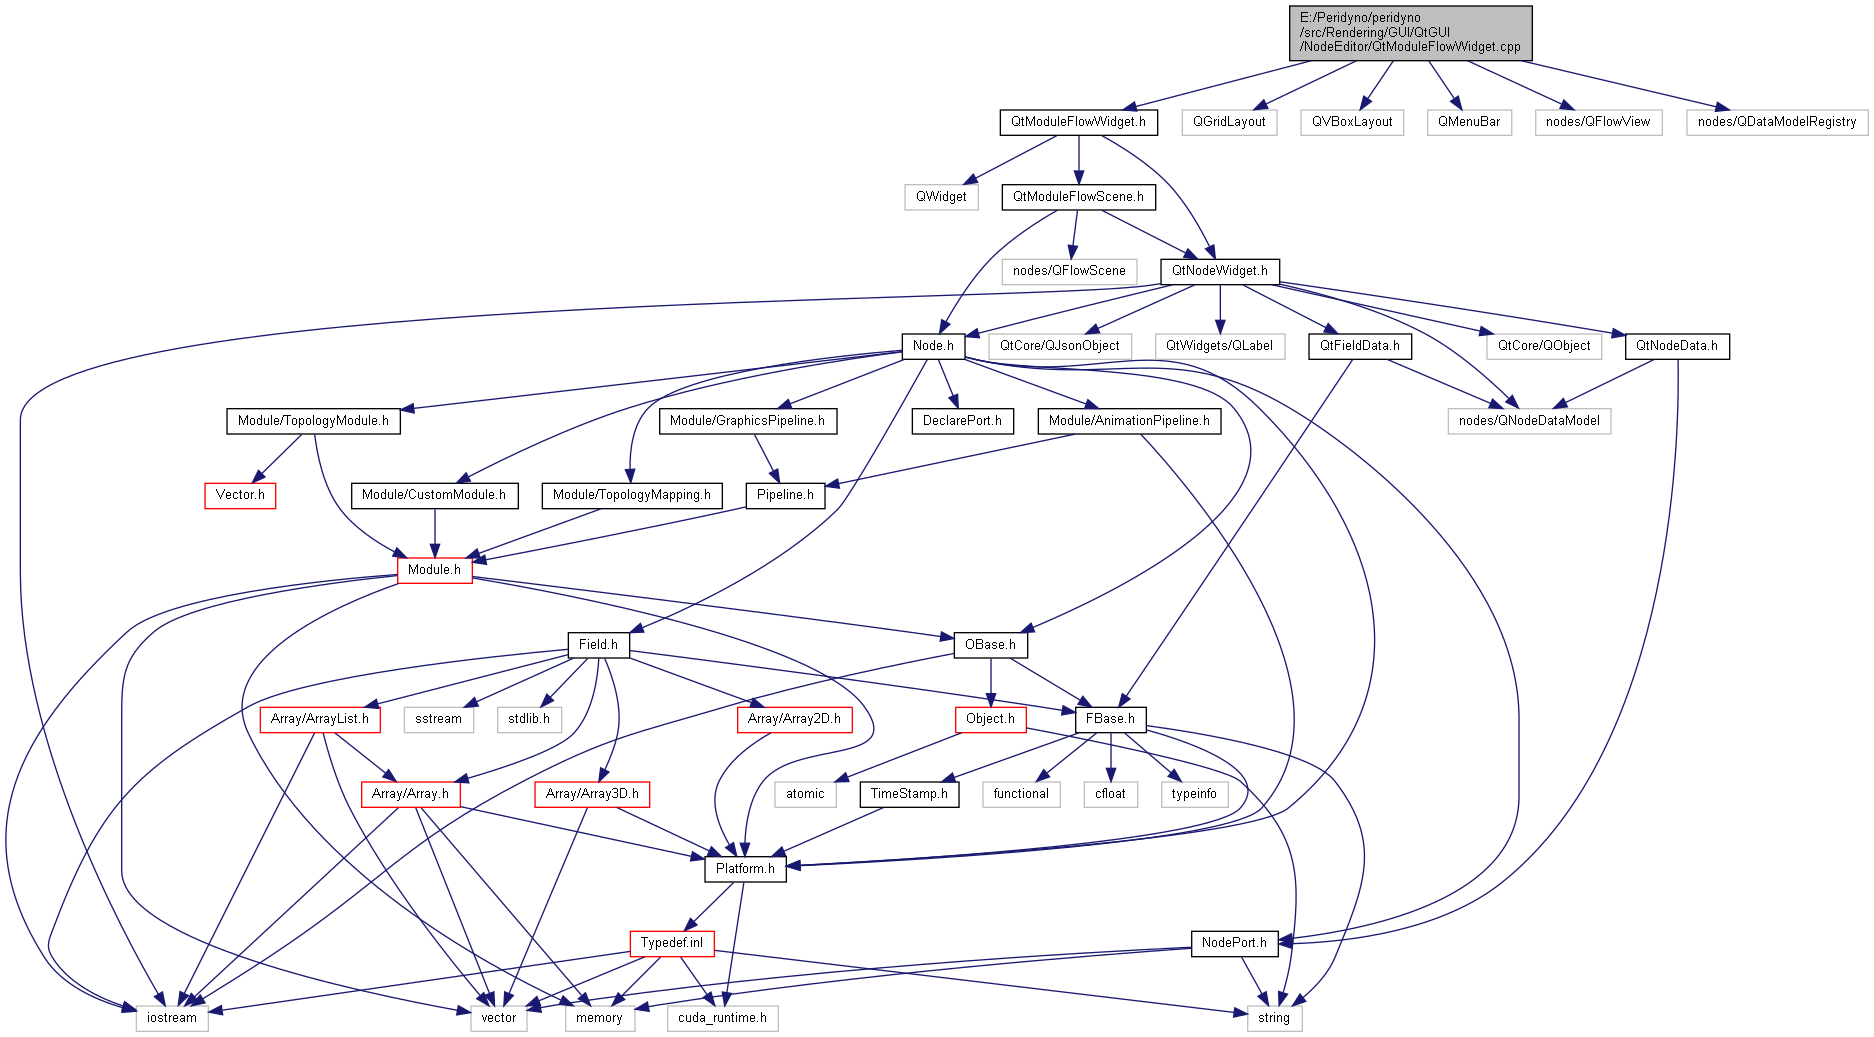 E:/Peridyno/peridyno
/src/Rendering/GUI/QtGUI
/NodeEditor/QtModuleFlowWidget.cpp
QtModuleFlowWidget.h
QGridLayout
QVBoxLayout
QMenuBar
nodes/QFlowView
nodes/QDataModelRegistry
QWidget
QtModuleFlowScene.h
nodes/QFlowScene
QtNodeWidget.h
Node.h
QtCore/QJsonObject
QtWidgets/QLabel
QtFieldData.h
QtCore/QObject
QtNodeData.h
Module/TopologyModule.h
Module/GraphicsPipeline.h
DeclarePort.h
Module/AnimationPipeline.h
nodes/QNodeDataModel
Vector.h
Module/CustomModule.h
Module/TopologyMapping.h
Pipeline.h
Module.h
Field.h
OBase.h
Array/ArrayList.h
sstream
stdlib.h
Array/Array2D.h
Object.h
FBase.h
Array/Array.h
Array/Array3D.h
atomic
TimeStamp.h
functional
cfloat
typeinfo
Platform.h
Typedef.inl
NodePort.h
iostream
vector
memory
cuda_runtime.h
string